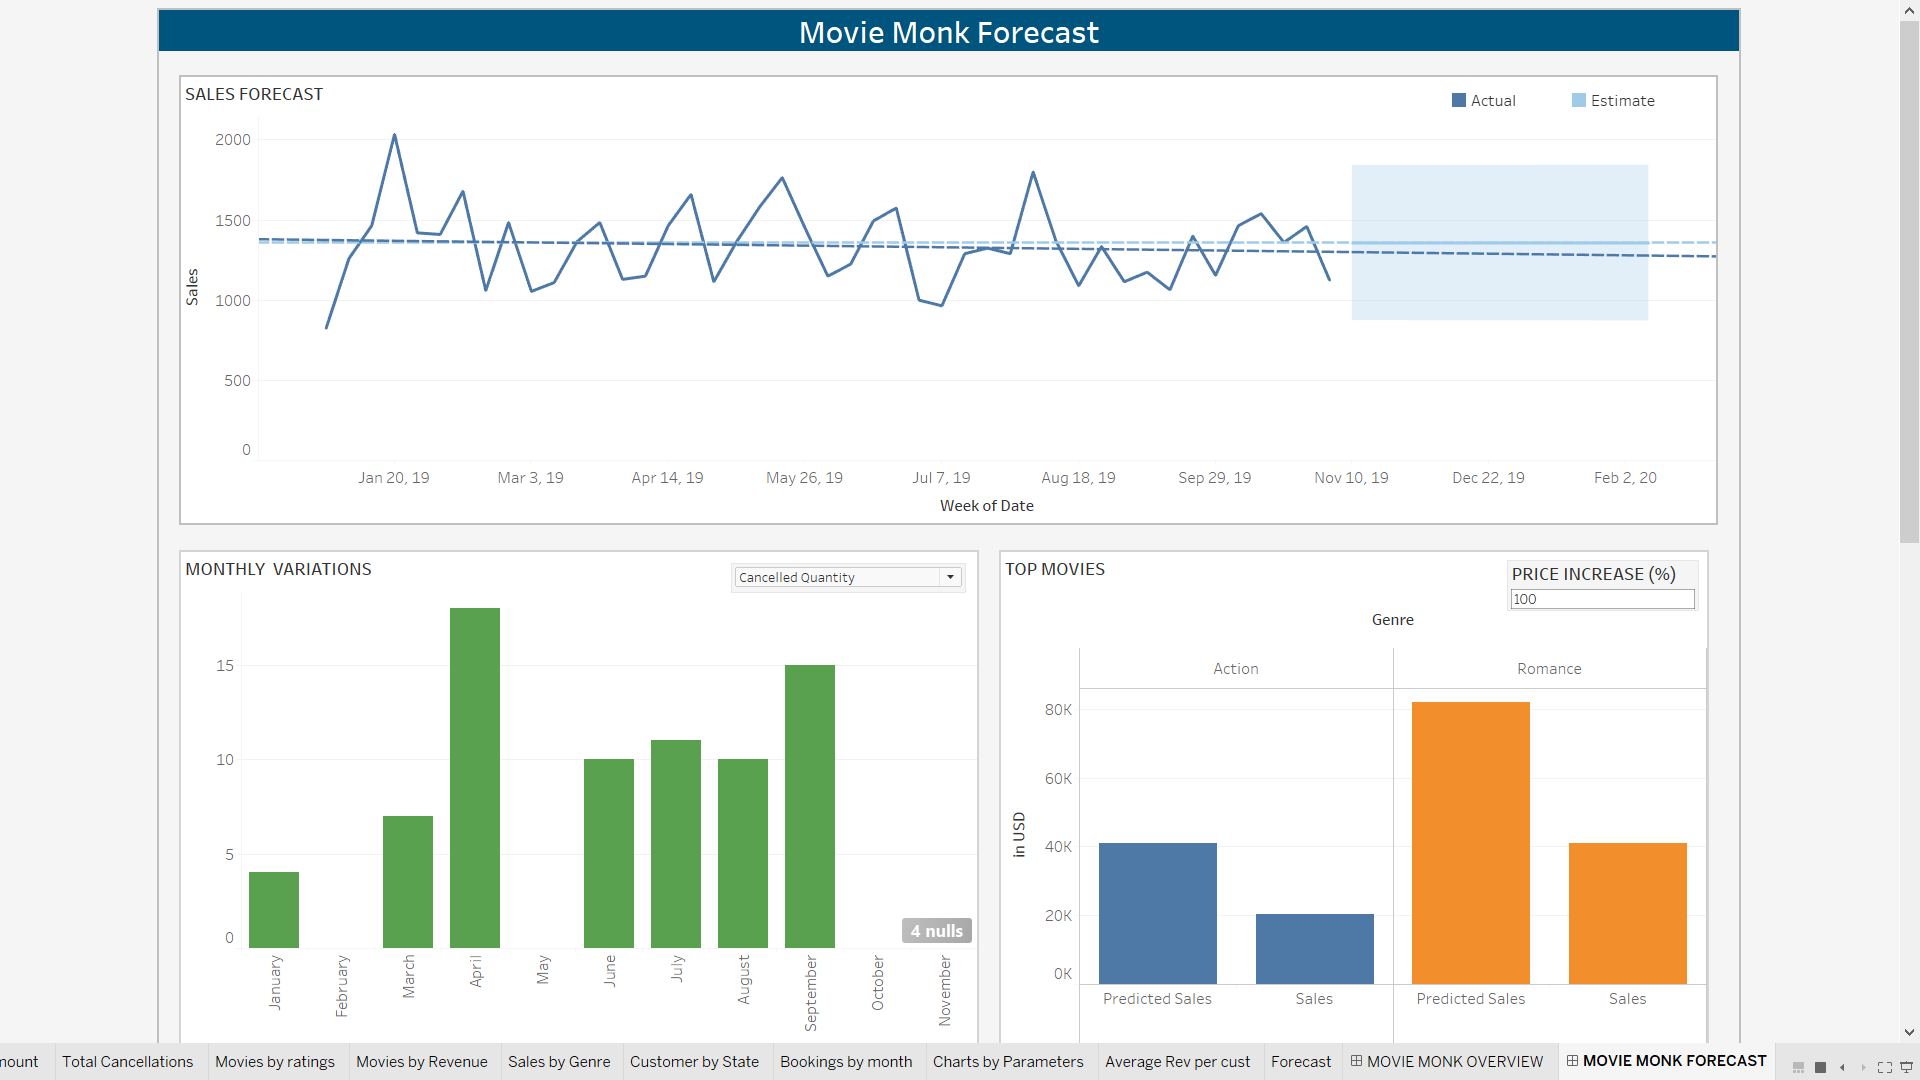 Movie Monk Forecast
SALES FORECAST
Actual
Estimate
2000
1500
1000
500
0
Sales
Jan 20, 19
Mar 3, 19
Apr 14, 19
May 26, 19
Jul 7, 19
Aug 18, 19
Sep 29, 19
Nov 10, 19
Dec 22, 19
Feb 2, 20
Week of Date
MONTHLY VARIATIONS
Cancelled Quantity
15
10
5
0
4 nulls
January
February
March
April
May
June
July
August
September
October
November
TOP MOVIES
PRICE INCREASE (%)
100
Genre
Action
Romance
80K
60K
40K
20K
0K
in USD
Predicted Sales
Sales
Predicted Sales
Sales
mount
Total Cancellations
Movies by ratings
Movies by Revenue
Sales by Genre
Customer by State
Bookings by month
Charts by Parameters
Average Rev per cust
Forecast
MOVIE MONK OVERVIEW
MOVIE MONK FORECAST